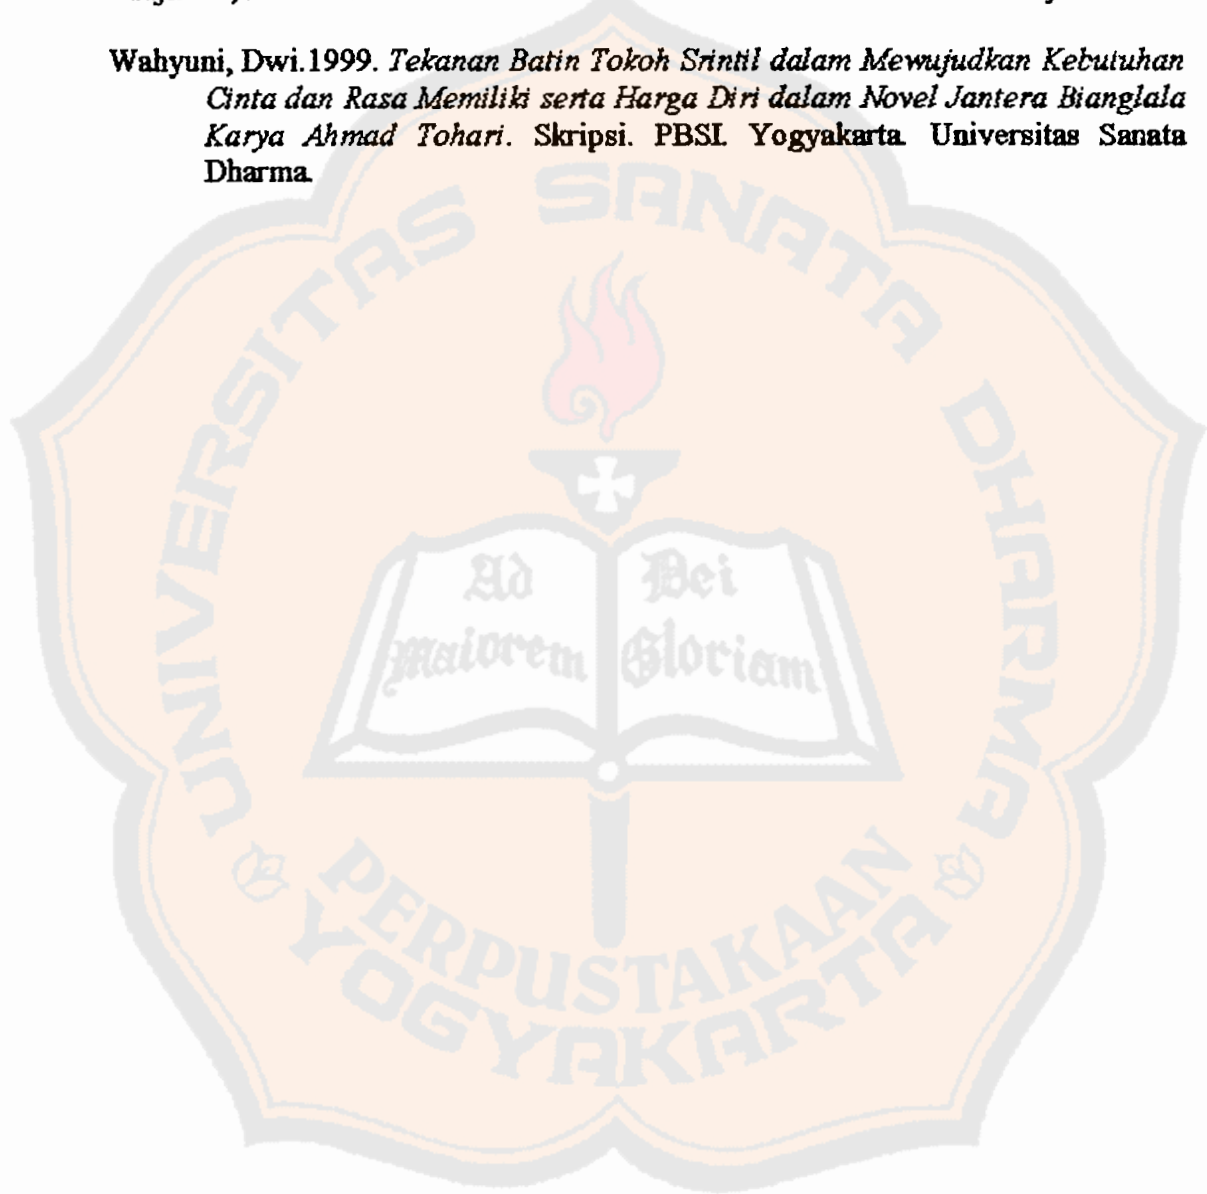 Wahyuni, Dwi.1999. Tekanan Batin Tokoh Srintil dalam Mewujudkan Kebutuhan
Cinta dan Rasa Memiliki serta Harga Diri dalam Novel Jantera Bianglala
Karya Ahmad Tohari. Skripsi. PBSI. Yogyakarta. Universitas Sanata
Dharma.
UNIVERSITAS SANATA DHARMA
Ad Dei
Maiorem Gloriam
PERPUSTAKAAN
YOGYAKARTA